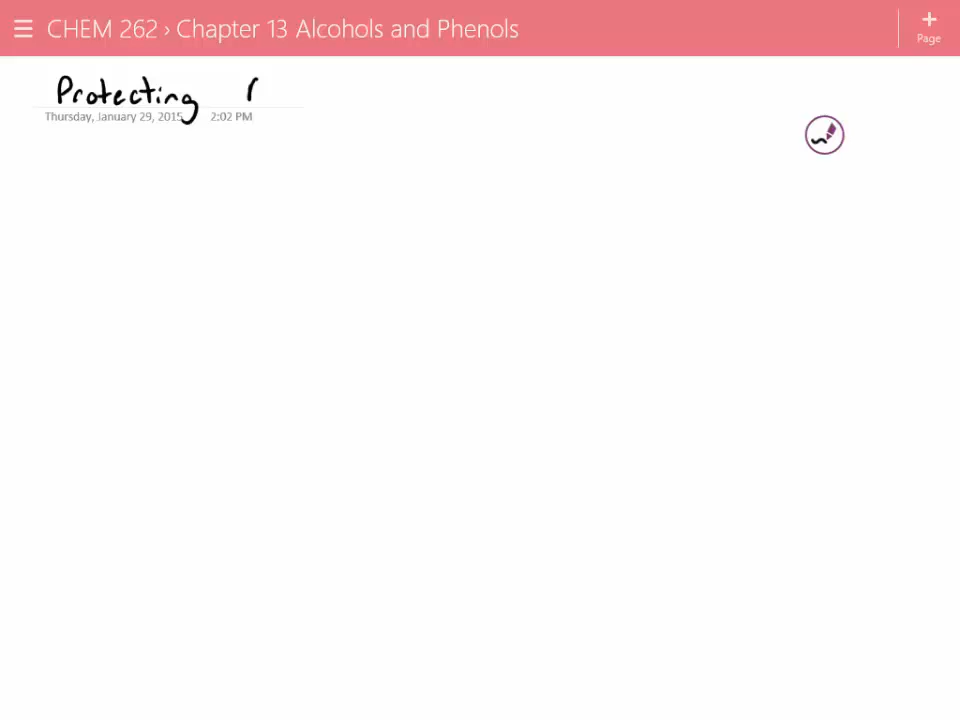 CHEM 262 › Chapter 13 Alcohols and Phenols
+
Page
Protecting
Thursday, January 29, 2015 2:02 PM